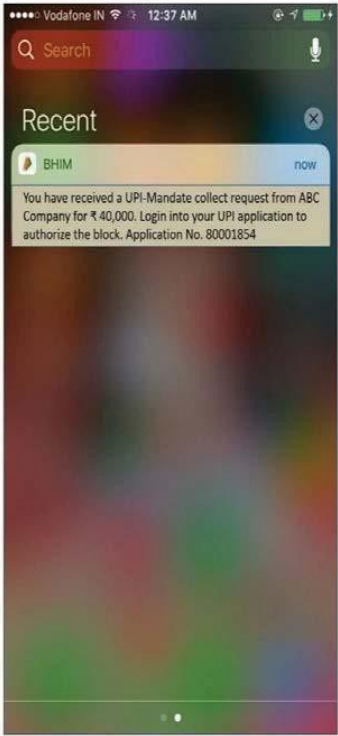 Vodafone IN 12:37 AM
Search
Recent
BHIM now
You have received a UPI-Mandate collect request from ABC
Company for ₹ 40,000. Login into your UPI application to
authorize the block. Application No. 80001854